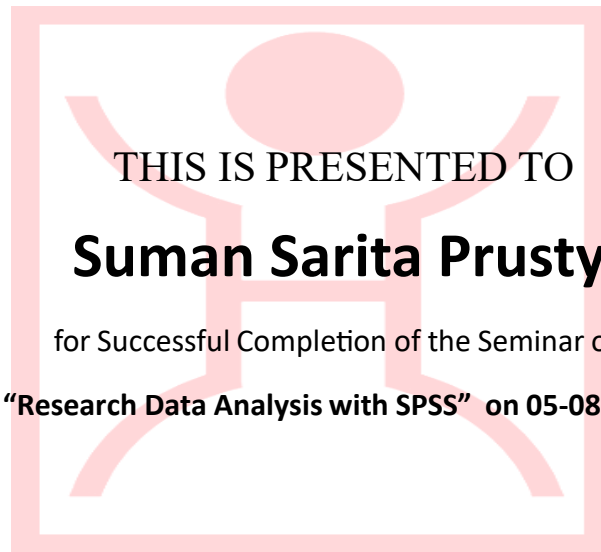 THIS IS PRESENTED TO
Suman Sarita Prusty
for Successful Completion of the Seminar
“Research Data Analysis with SPSS” on 05-08